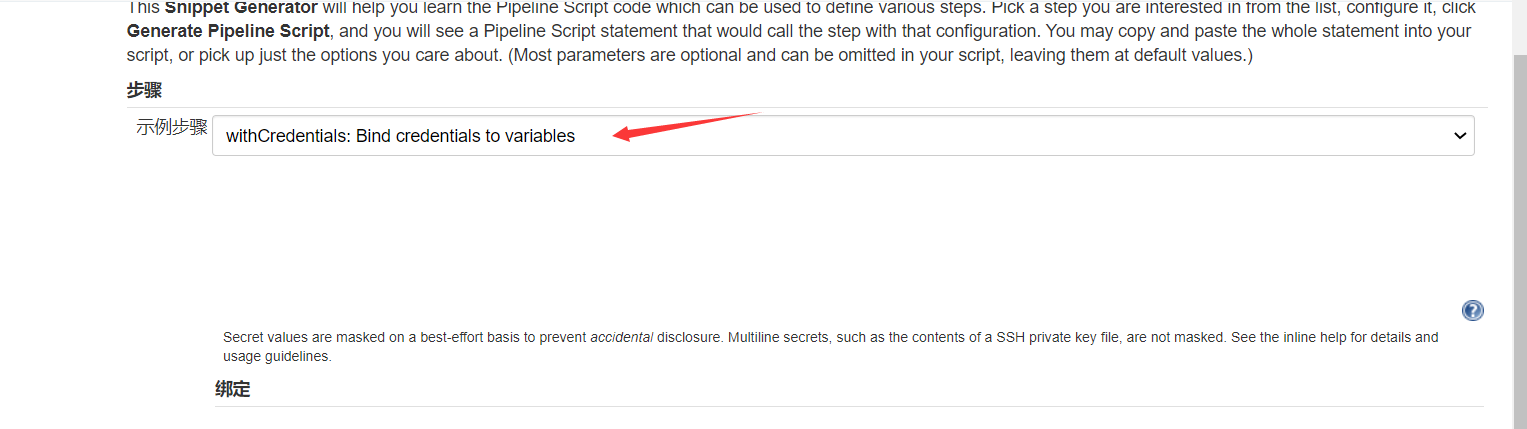 This Snippet Generator will help you learn the Pipeline Script code which can be used to define various steps. Pick a step you are interested in from the list, configure it, click
Generate Pipeline Script, and you will see a Pipeline Script statement that would call the step with that configuration. You may copy and paste the whole statement into your
script, or pick up just the options you care about. (Most parameters are optional and can be omitted in your script, leaving them at default values.)
步骤
示例步骤
withCredentials: Bind credentials to variables
?
Secret values are masked on a best-effort basis to prevent accidental disclosure. Multiline secrets, such as the contents of a SSH private key file, are not masked. See the inline help for details and
usage guidelines.
绑定